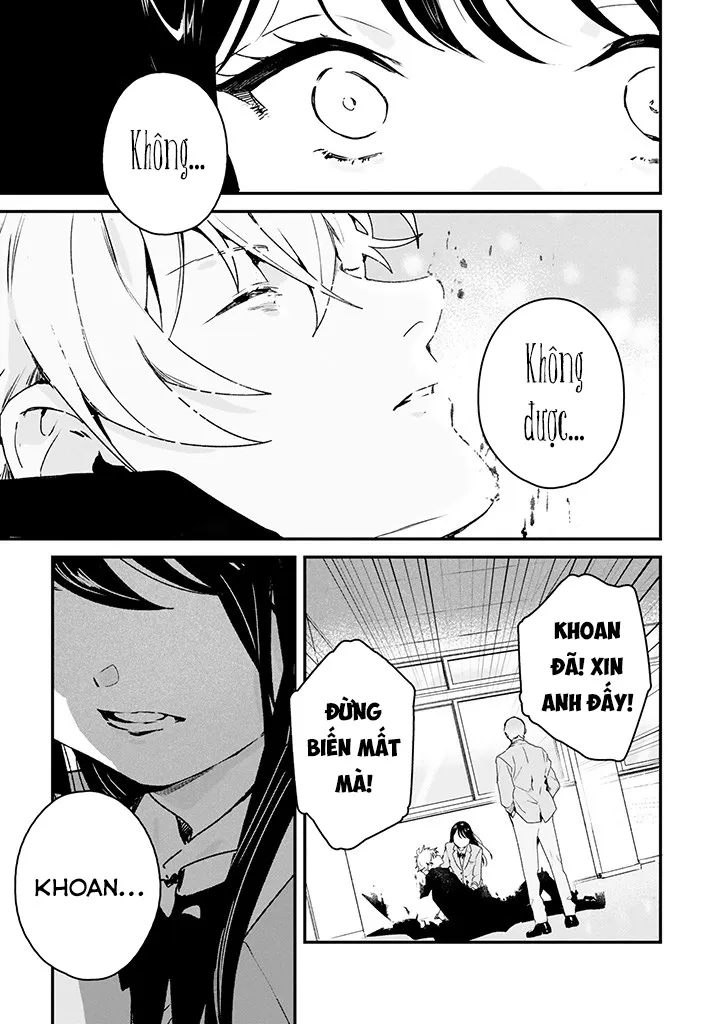 Không...
Không
được...
KHOAN
ĐÃ! XIN
ANH ĐẤY!
ĐỪNG
BIẾN MẤT
MÀ!
KHOAN...